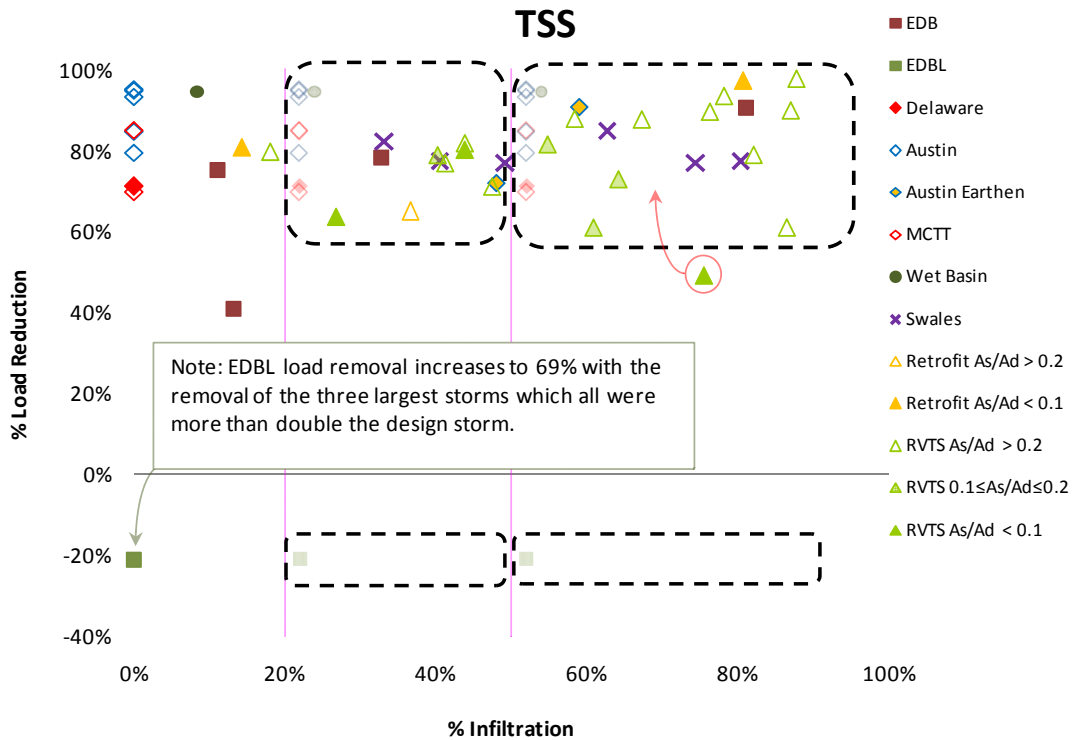 TSS
100%
80%
60%
40%
20%
0%
-20%
-40%
% Load Reduction
0%
20%
40%
60%
80%
100%
% Infiltration
Note: EDBL load removal increases to 69% with the
removal of the three largest storms which all were
more than double the design storm.
EDB
EDBL
Delaware
Austin
Austin Earthen
MCTT
Wet Basin
Swales
Retrofit As/Ad > 0.2
Retrofit As/Ad < 0.1
RVTS As/Ad > 0.2
RVTS 0.1≤As/Ad≤0.2
RVTS As/Ad < 0.1